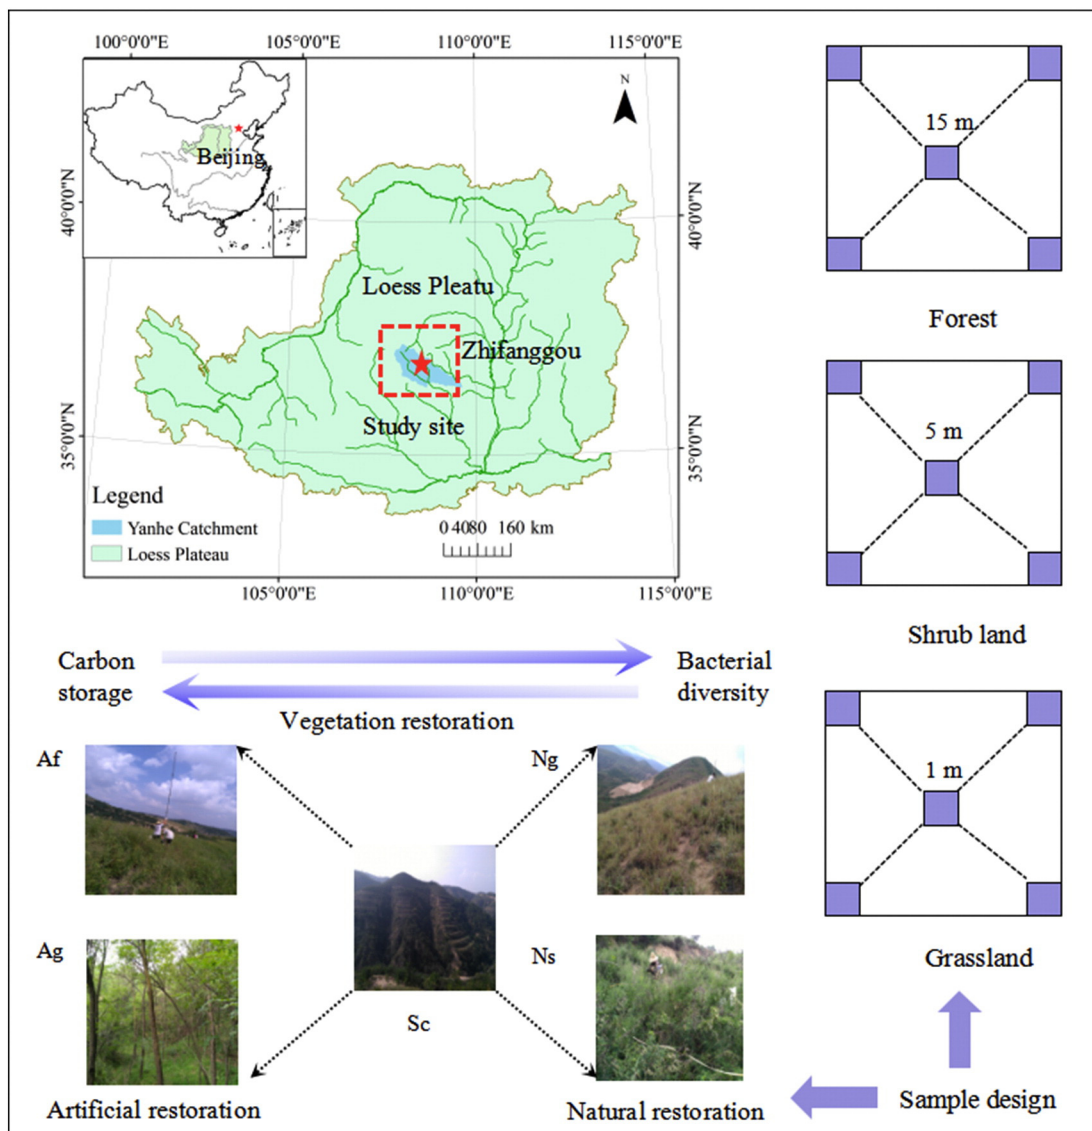 100°0'0"E 105°0'0"E 110°0'0"E 115°0'0"E
N
Beijing
40°0'0"N
40°0'0"N
Loess Pleatu
Zhifanggou
Study site
35°0'0"N
35°0'0"N
Legend
Yanhe Catchment
Loess Plateau
0 40 80 160 km
105°0'0"E 110°0'0"E 115°0'0"E
15 m
Forest
5 m
Shrub land
1 m
Grassland
Carbon
storage
Bacterial
diversity
Vegetation restoration
Af
Ng
Ag
Ns
Sc
Artificial restoration
Natural restoration
Sample design